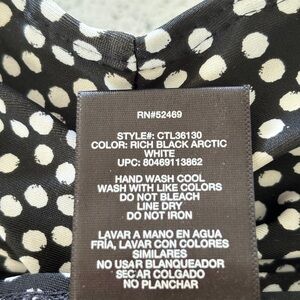 RN#52469
STYLE#: CTL36130
COLOR: RICH BLACK ARCTIC
WHITE
UPC: 80469113862
HAND WASH COOL
WASH WITH LIKE COLORS
DO NOT BLEACH
LINE DRY
DO NOT IRON
LAVAR A MANO EN AGUA
FRÍA, LAVAR CON COLORES
SIMILARES
NO USAR BLANQUEADOR
SECAR COLGADO
NO PLANCHAR